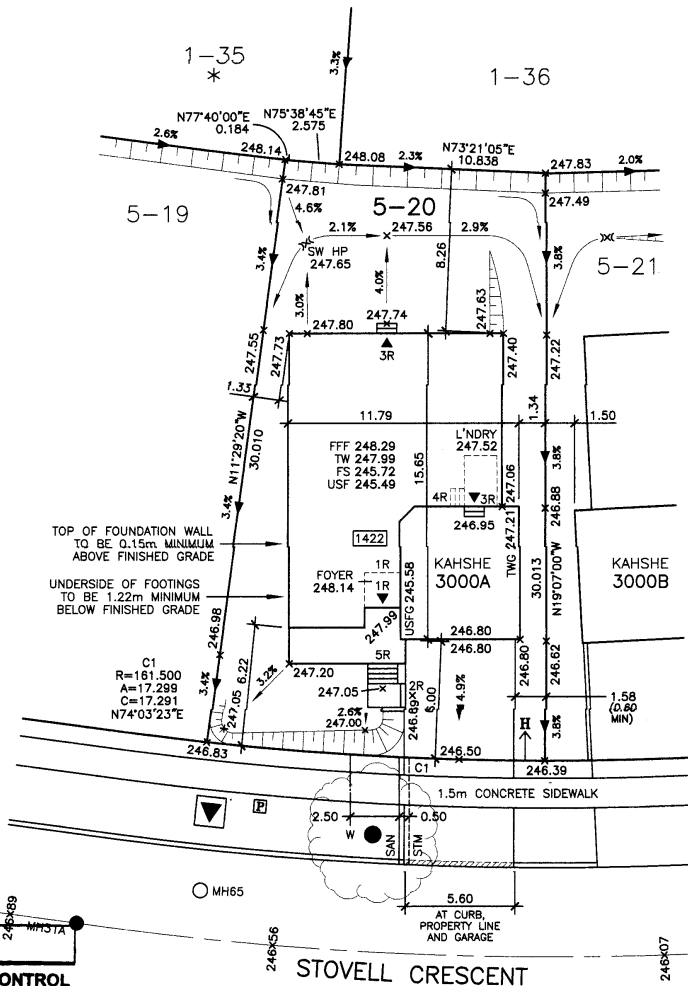 1-35
*
1-36
3.3%
N77°40'00"E
0.184
N75°38'45"E
2.575
2.6%
248.14
248.08
2.3%
N73°21'05"E
10.838
247.83
2.0%
247.81
247.49
5-19
4.6%
5-20
2.1%
247.56
2.9%
SW HP
247.65
3.4%
8.26
3.8%
5-21
3.0%
4.0%
247.63
247.74
247.80
3R
247.55
247.73
247.40
247.22
1.33
1.34
1.50
11.79
N11°29'20"W
30.010
FFF 248.29
TW 247.99
FS 245.72
USF 245.49
15.65
L'NDRY
247.52
3.8%
4R
3R
247.06
246.88
3.4%
246.95
TOP OF FOUNDATION WALL
TO BE 0.15m MINIMUM
ABOVE FINISHED GRADE
1422
TWG 247.21
30.013
N19°07'00"W
UNDERSIDE OF FOOTINGS
TO BE 1.22m MINIMUM
BELOW FINISHED GRADE
FOYER
248.14
1R
1R
USFG 245.58
KAHSHE
3000A
KAHSHE
3000B
247.99
246.98
246.80
246.80
246.80
246.62
C1
R=161.500
A=17.299
C=17.291
N74°03'23"E
3.4%
6.22
3.2%
247.20
5R
247.05
247.05
2R
246.89
6.00
4.9%
1.58
(0.60
MIN)
2.6%
247.00
H
3.8%
246.83
246.50
246.39
C1
1.5m CONCRETE SIDEWALK
P
2.50
0.50
W
SAN
STM
MH65
5.60
AT CURB,
PROPERTY LINE
AND GARAGE
246x89
MH31A
246x56
246x07
ONTROL
STOVELL CRESCENT